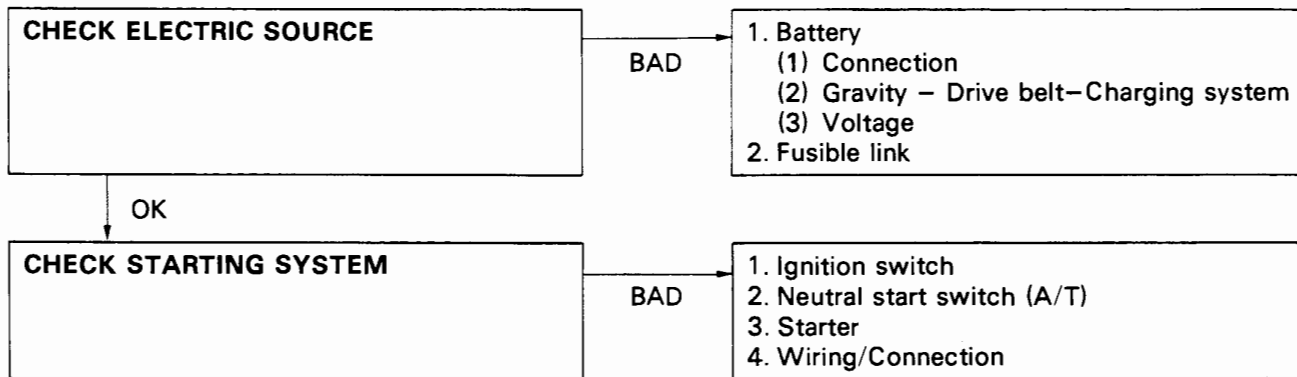 CHECK ELECTRIC SOURCE
BAD
1. Battery
(1) Connection
(2) Gravity – Drive belt–Charging system
(3) Voltage
2. Fusible link
OK
CHECK STARTING SYSTEM
BAD
1. Ignition switch
2. Neutral start switch (A/T)
3. Starter
4. Wiring/Connection